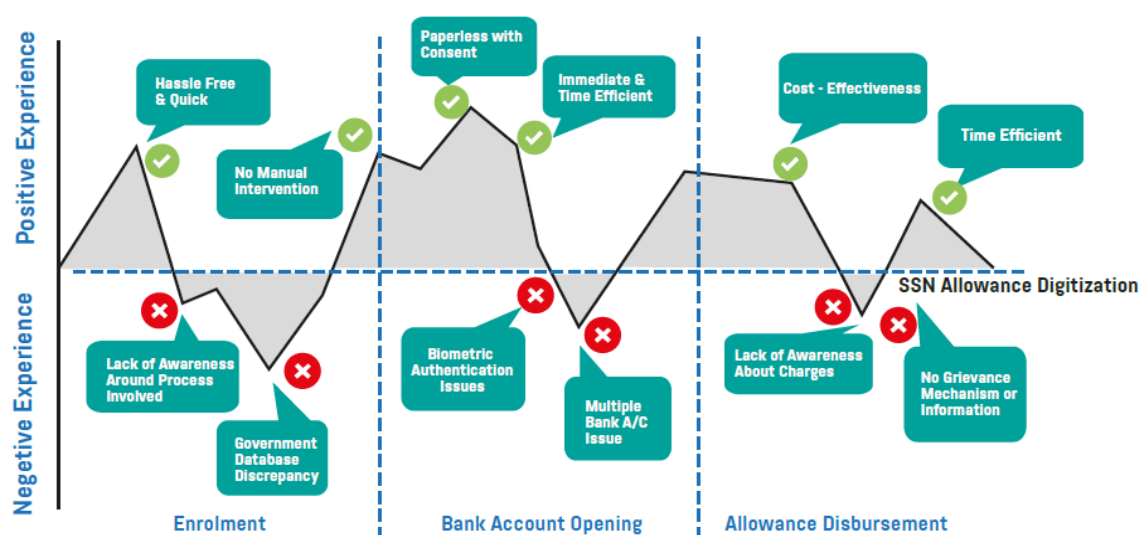 Positive Experience
Negetive Experience
Hassle Free
& Quick
No Manual
Intervention
Lack of Awareness
Around Process
Involved
Government
Database
Discrepancy
Enrolment
Paperless with
Consent
Immediate &
Time Efficient
Biometric
Authentication
Issues
Multiple
Bank A/C
Issue
Bank Account Opening
Cost - Effectiveness
Time Efficient
SSN Allowance Digitization
Lack of Awareness
About Charges
No Grievance
Mechanism or
Information
Allowance Disbursement